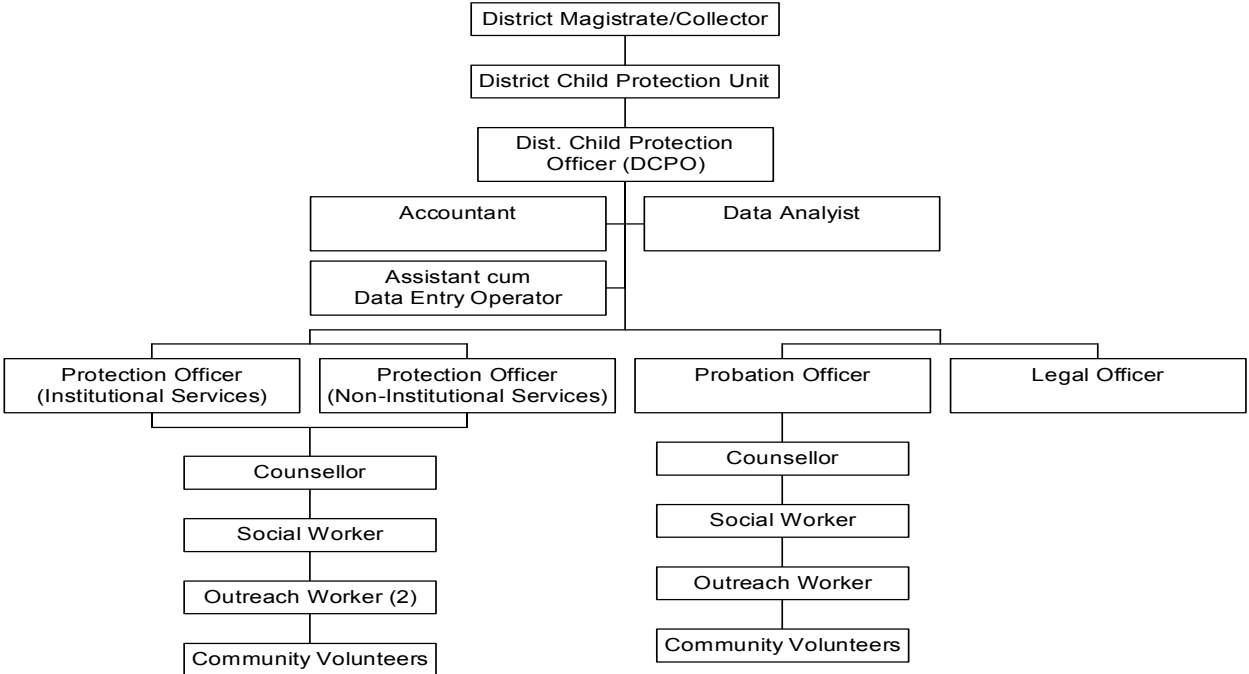 District Magistrate/Collector
District Child Protection Unit
Dist. Child Protection
Officer (DCPO)
Accountant
Data Analyist
Assistant cum
Data Entry Operator
Protection Officer
(Institutional Services)
Protection Officer
(Non-Institutional Services)
Probation Officer
Legal Officer
Counsellor
Social Worker
Outreach Worker (2)
Community Volunteers
Counsellor
Social Worker
Outreach Worker
Community Volunteers